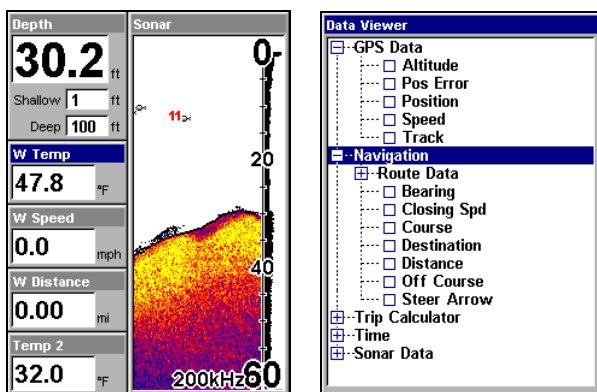 Depth
30.2 ft
Shallow 1 ft
Deep 100 ft
W Temp
47.8 °F
W Speed
0.0 mph
W Distance
0.00 mi
Temp 2
32.0 °F
Sonar
0
11
20
40
200kHz 60
Data Viewer
GPS Data
Altitude
Pos Error
Position
Speed
Track
Navigation
Route Data
Bearing
Closing Spd
Course
Destination
Distance
Off Course
Steer Arrow
Trip Calculator
Time
Sonar Data